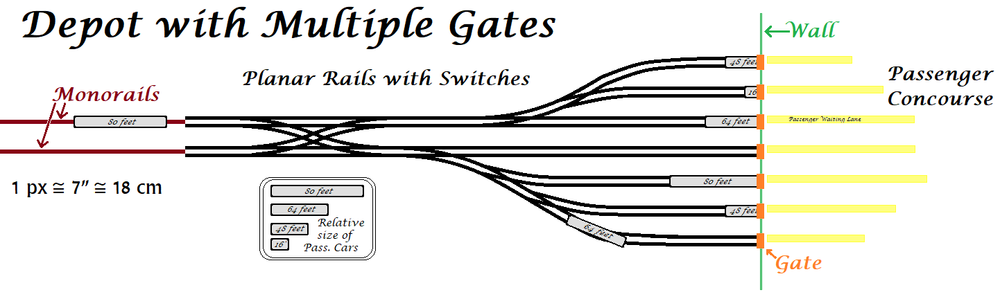 Depot with Multiple Gates
Wall
Planar Rails with Switches
48 feet
Passenger
Concourse
Monorails
16
80 feet
64 feet
Passenger Waiting Lane
1 px ≅ 7" ≅ 18 cm
80 feet
80 feet
64 feet
48 feet
16'
Relative
size of
Pass. Cars
48 feet
64 feet
Gate